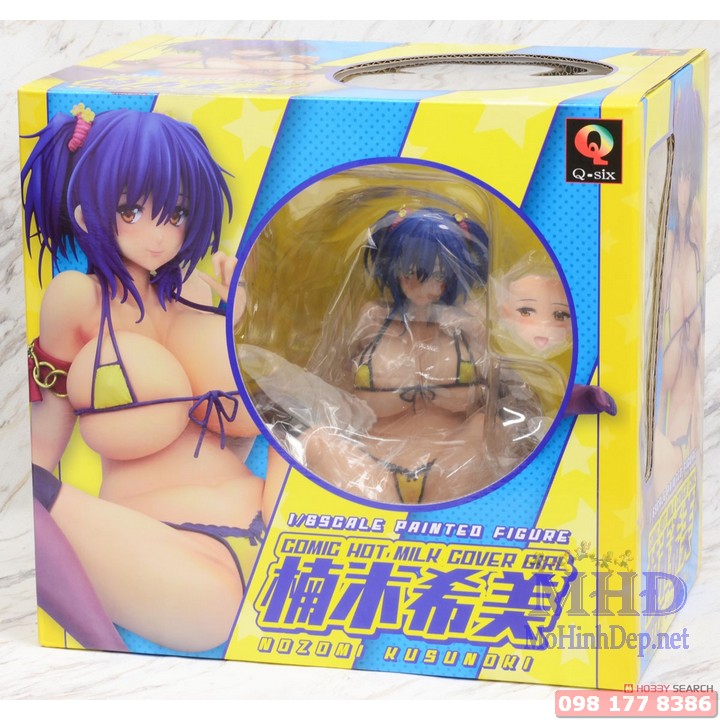 Q-six
1/6SCALE PAINTED FIGURE
COMIC HOT MILK COVER GIRL
楠木希美
NOZOMI KUSUNOKI
MHD
MoHinhDep.net
HOBBY SEARCH
098 177 8386